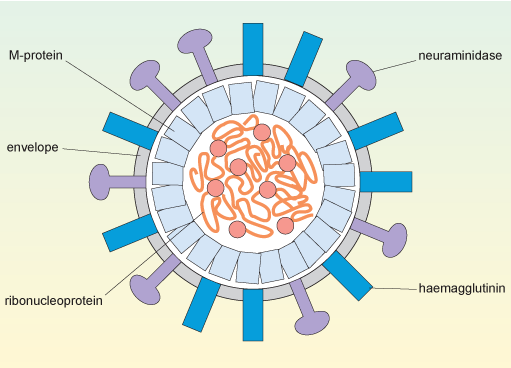 M-protein
neuraminidase
envelope
ribonucleoprotein
haemagglutinin